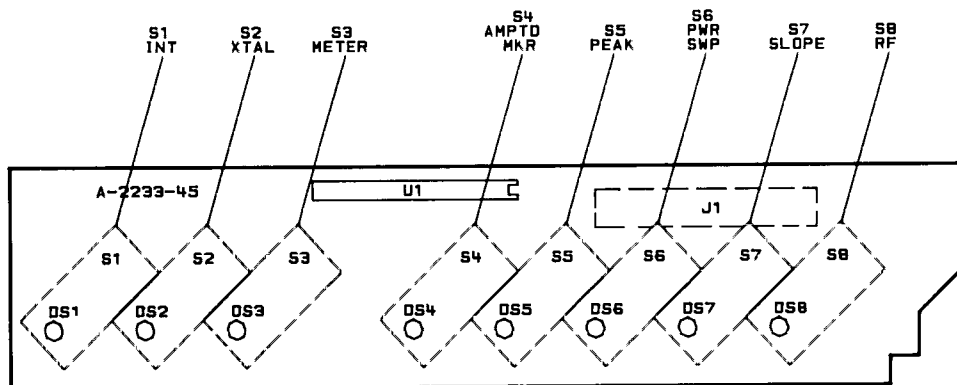 S1
INT
S2
XTAL
S3
METER
S4
AMPTD
MKR
S5
PEAK
S6
PWR
SWP
S7
SLOPE
S8
RF
A-2233-45
U1
J1
S1
S2
S3
S4
S5
S6
S7
S8
DS1
DS2
DS3
DS4
DS5
DS6
DS7
DS8